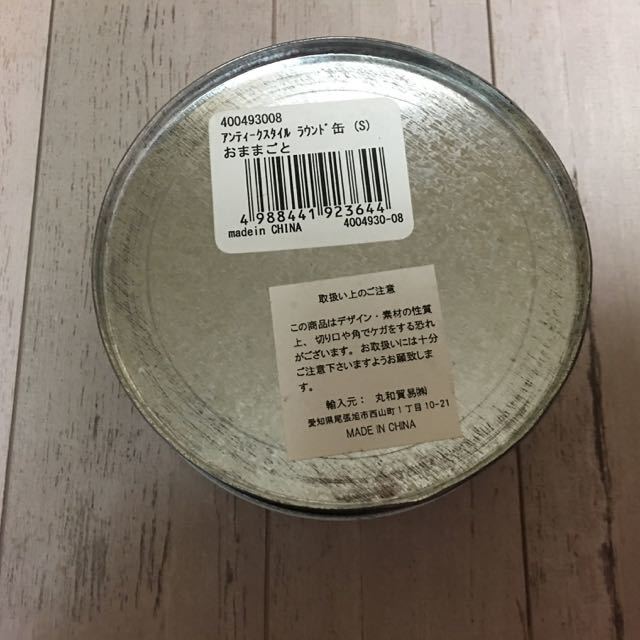 400493008
ｱﾝﾃｨｰｸｽﾀｲﾙ ﾗｳﾝﾄﾞ缶 (S)
おままごと
4 988441 923644
madein CHINA 4004930-08
取扱い上のご注意
この商品はデザイン・素材の性質
上、切り口や角でケガをする恐れ
がございます。お取扱いには十分
ご注意下さいますようお願致しま
す。
輸入元： 丸和貿易㈱
愛知県尾張旭市西山町1丁目10-21
MADE IN CHINA